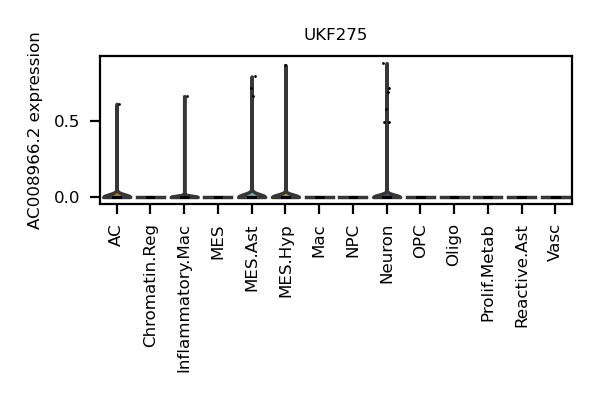 UKF275
AC008966.2 expression
0.5
0.0
AC
Chromatin.Reg
Inflammatory.Mac
MES
MES.Ast
MES.Hyp
Mac
NPC
Neuron
OPC
Oligo
Prolif.Metab
Reactive.Ast
Vasc